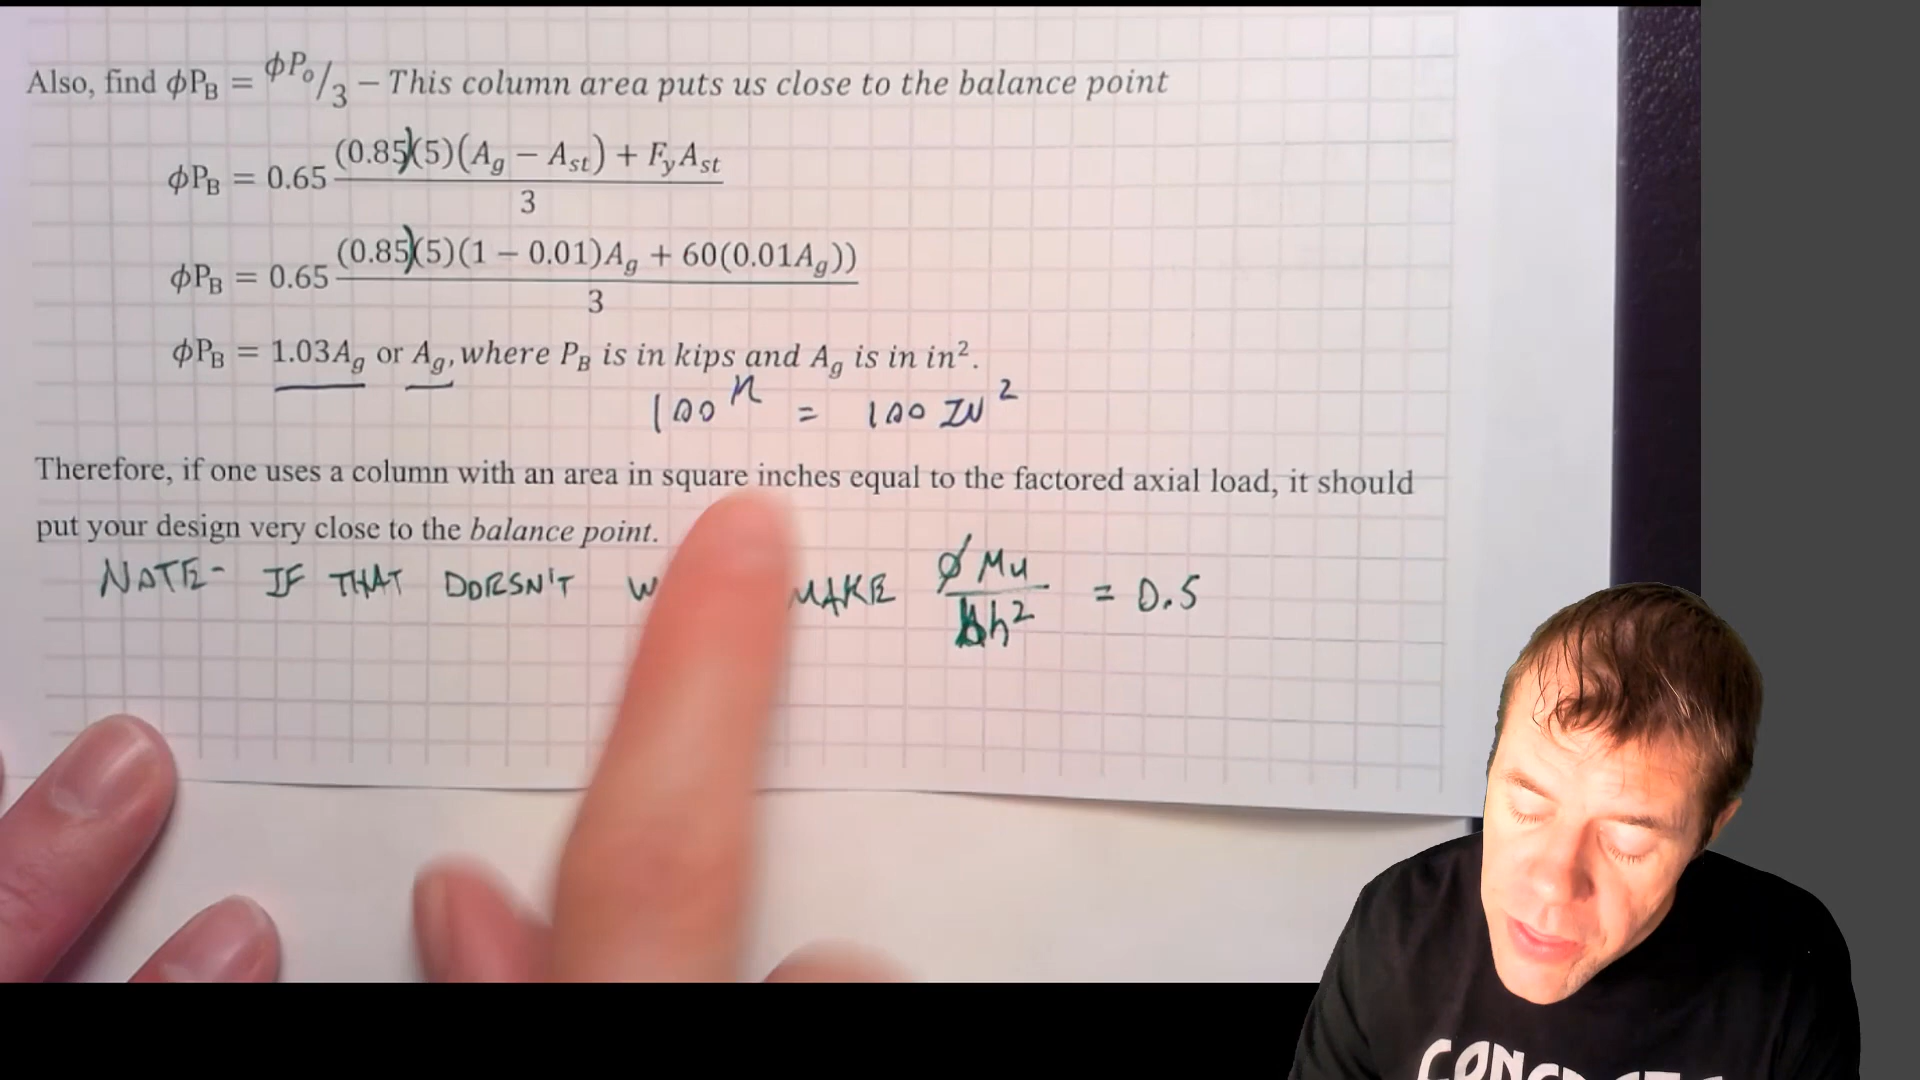 Also, find ϕP_B = ϕP_o/3 − This column area puts us close to the balance point
ϕP_B = 0.65 (0.85)(5)(A_g − A_st) + F_yA_st / 3
ϕP_B = 0.65 (0.85)(5)(1 − 0.01)A_g + 60(0.01A_g)) / 3
ϕP_B = 1.03A_g or A_g, where P_B is in kips and A_g is in in².
100^K = 100 IN²
Therefore, if one uses a column with an area in square inches equal to the factored axial load, it should
put your design very close to the balance point.
NOTE- IF THAT DOESN'T MAKE ϕMu / bh² = 0.5